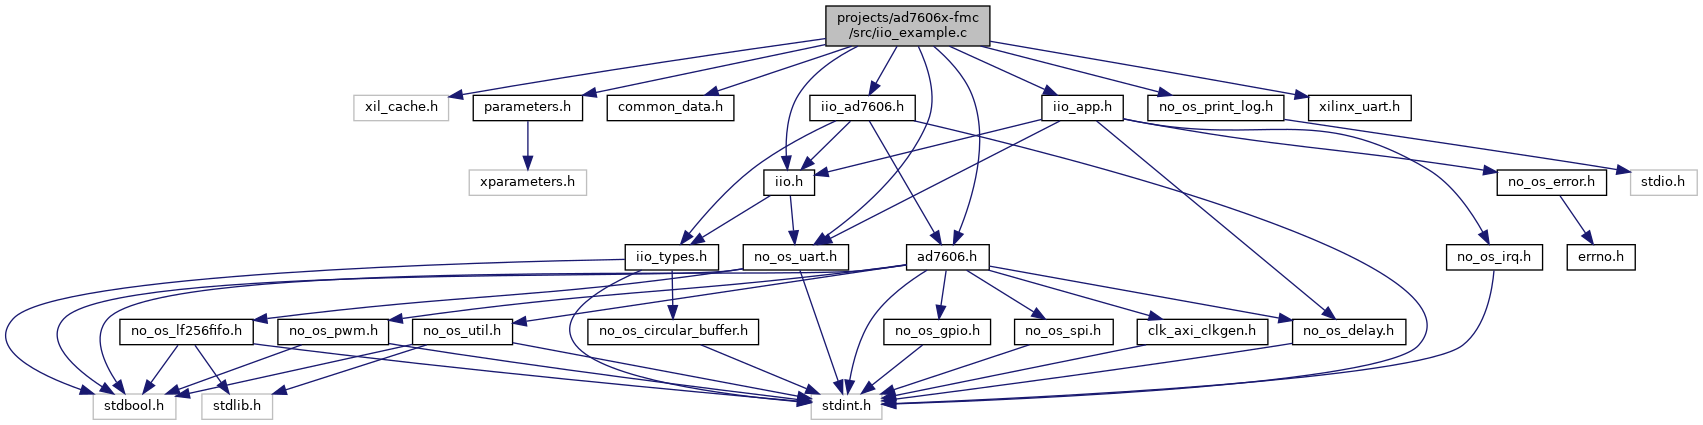 projects/ad7606x-fmc
/src/iio_example.c
xil_cache.h
parameters.h
common_data.h
iio_ad7606.h
iio_app.h
no_os_print_log.h
xilinx_uart.h
xparameters.h
iio.h
no_os_error.h
stdio.h
iio_types.h
no_os_uart.h
ad7606.h
no_os_irq.h
errno.h
no_os_lf256fifo.h
no_os_pwm.h
no_os_util.h
no_os_circular_buffer.h
no_os_gpio.h
no_os_spi.h
clk_axi_clkgen.h
no_os_delay.h
stdbool.h
stdlib.h
stdint.h